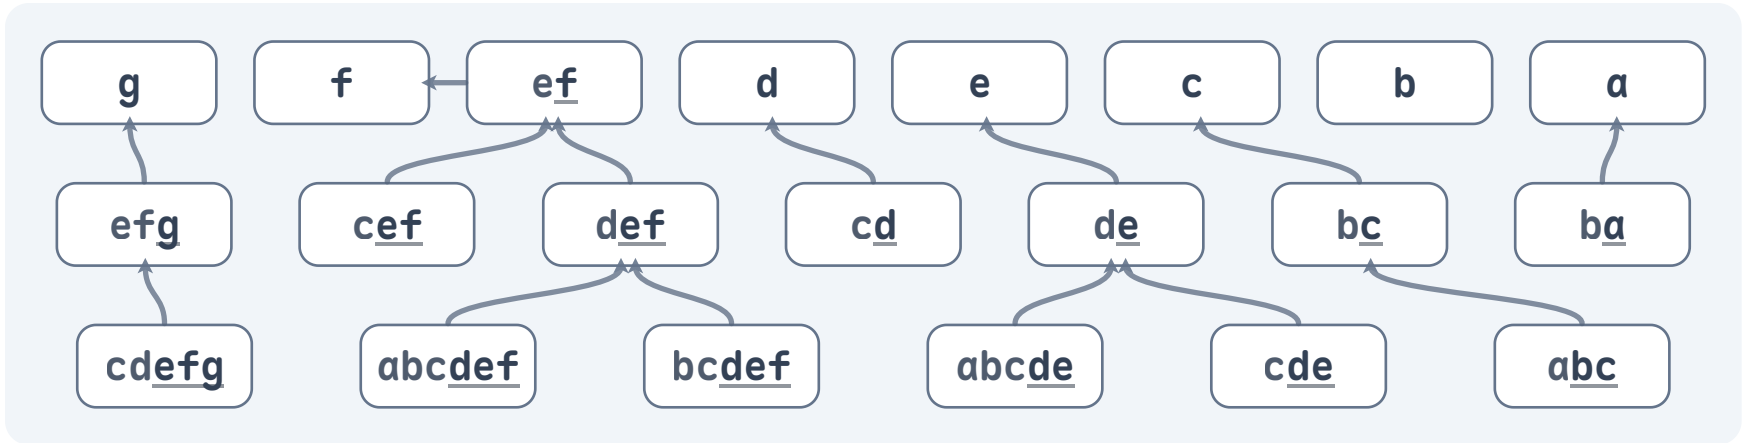 g f ef d e c b a
efg cef def cd de bc ba
cdefg abcdef bcdef abcde cde abc